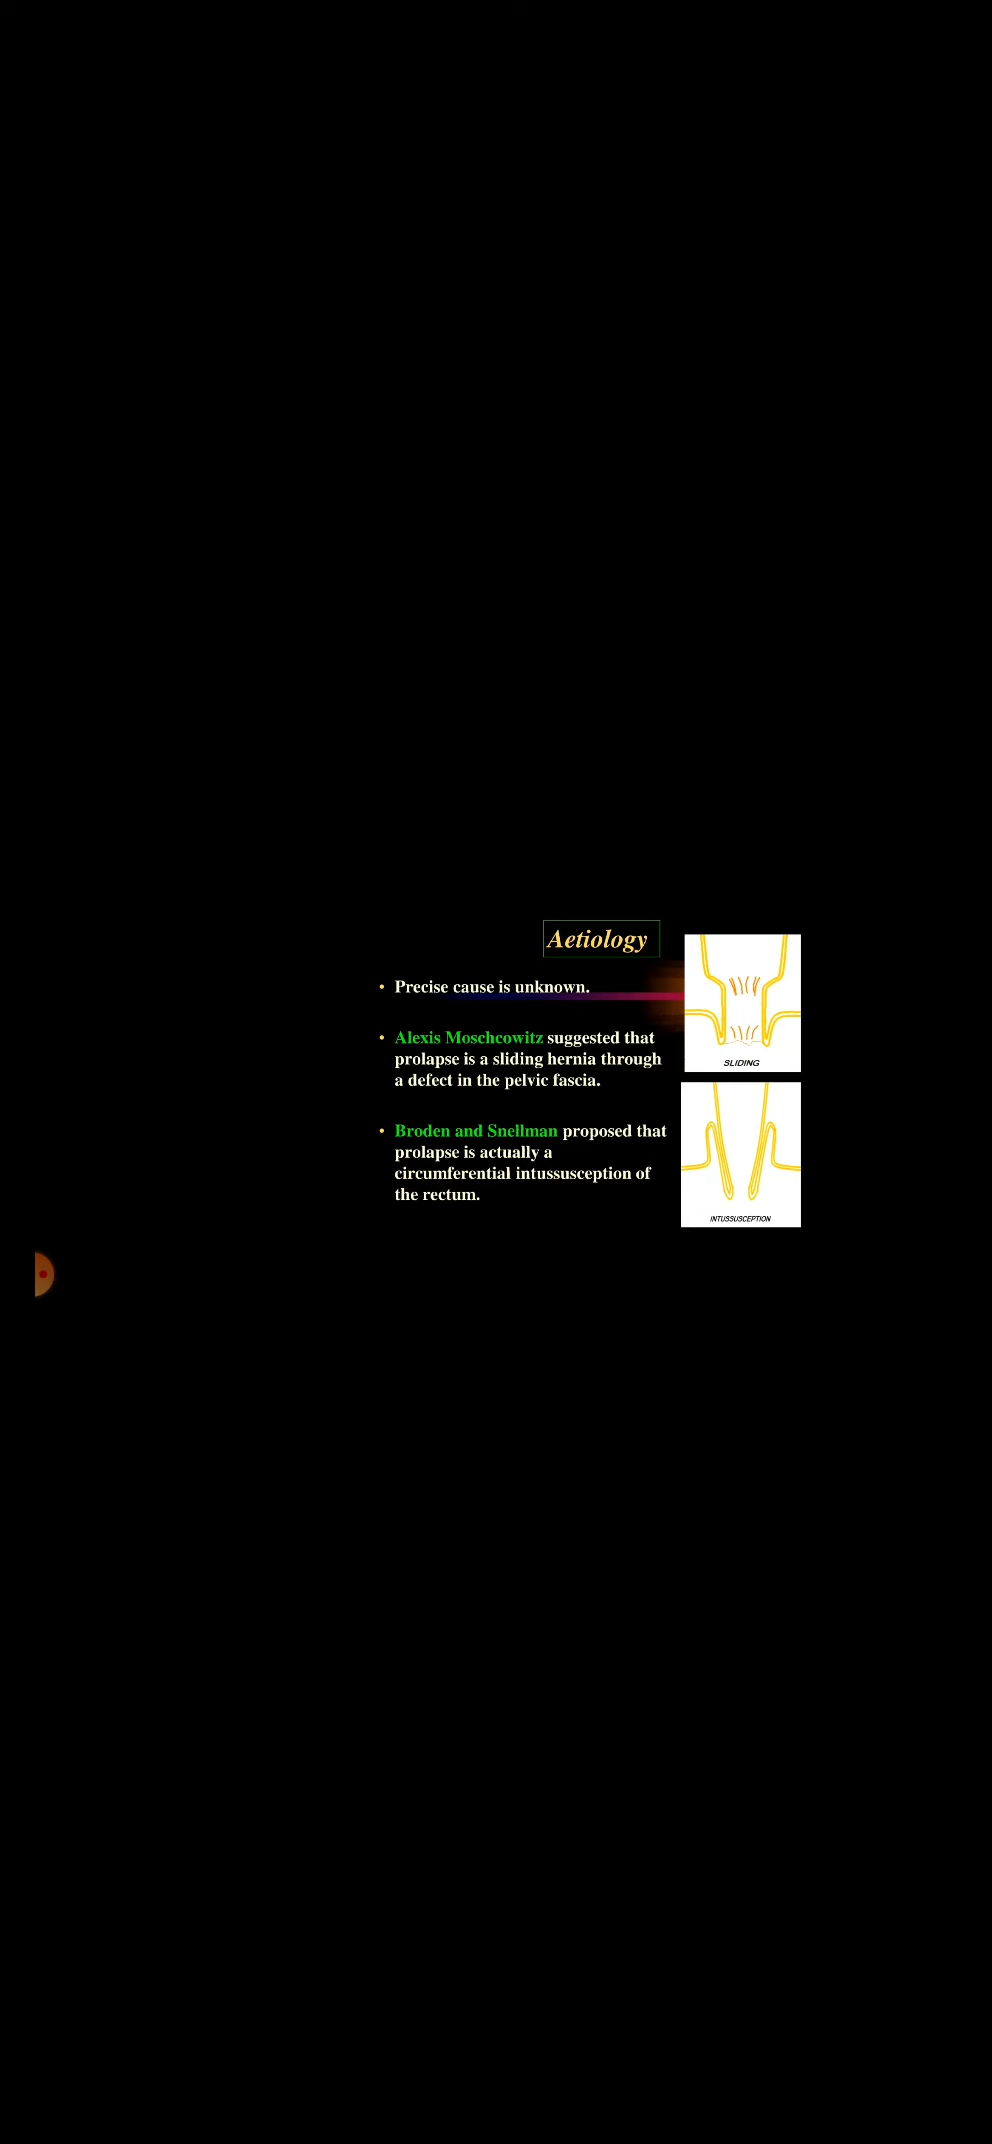 Aetiology
• Precise cause is unknown.
• Alexis Moschcowitz suggested that
prolapse is a sliding hernia through
a defect in the pelvic fascia.
• Broden and Snellman proposed that
prolapse is actually a
circumferential intussusception of
the rectum.
SLIDING
INTUSSUSCEPTION